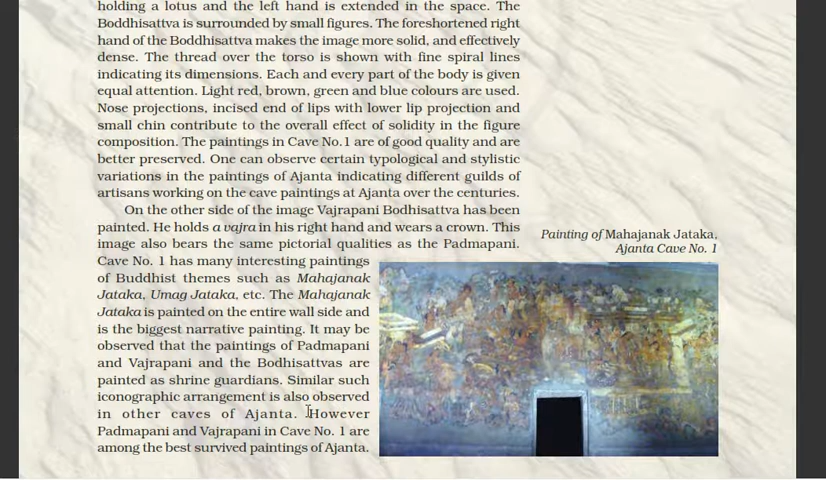 holding a lotus and the left hand is extended in the space. The
Boddhisattva is surrounded by small figures. The foreshortened right
hand of the Boddhisattva makes the image more solid, and effectively
dense. The thread over the torso is shown with fine spiral lines
indicating its dimensions. Each and every part of the body is given
equal attention. Light red, brown, green and blue colours are used.
Nose projections, incised end of lips with lower lip projection and
small chin contribute to the overall effect of solidity in the figure
composition. The paintings in Cave No.1 are of good quality and are
better preserved. One can observe certain typological and stylistic
variations in the paintings of Ajanta indicating different guilds of
artisans working on the cave paintings at Ajanta over the centuries.
On the other side of the image Vajrapani Bodhisattva has been
painted. He holds a vajra in his right hand and wears a crown. This
image also bears the same pictorial qualities as the Padmapani.
Cave No. 1 has many interesting paintings
of Buddhist themes such as Mahajanak
Jataka, Umag Jataka, etc. The Mahajanak
Jataka is painted on the entire wall side and
is the biggest narrative painting. It may be
observed that the paintings of Padmapani
and Vajrapani and the Bodhisattvas are
painted as shrine guardians. Similar such
iconographic arrangement is also observed
in other caves of Ajanta. However
Padmapani and Vajrapani in Cave No. 1 are
among the best survived paintings of Ajanta.
Painting of Mahajanak Jataka,
Ajanta Cave No. 1